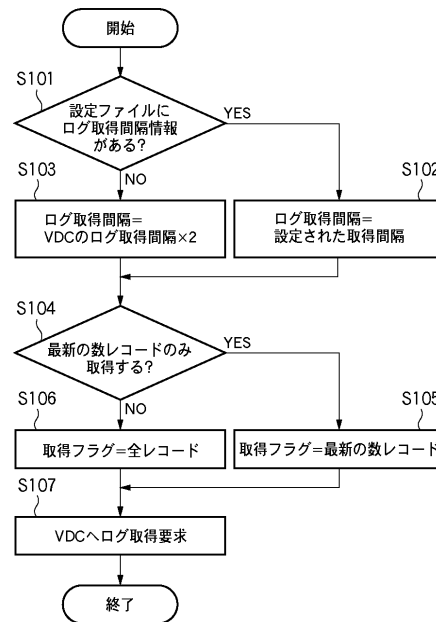 開始
S101
設定ファイルに
ログ取得間隔情報
がある?
YES
NO
S103
ログ取得間隔=
VDCのログ取得間隔×2
S102
ログ取得間隔=
設定された取得間隔
S104
最新の数レコードのみ
取得する?
YES
NO
S106
取得フラグ=全レコード
S105
取得フラグ=最新の数レコード
S107
VDCへログ取得要求
終了